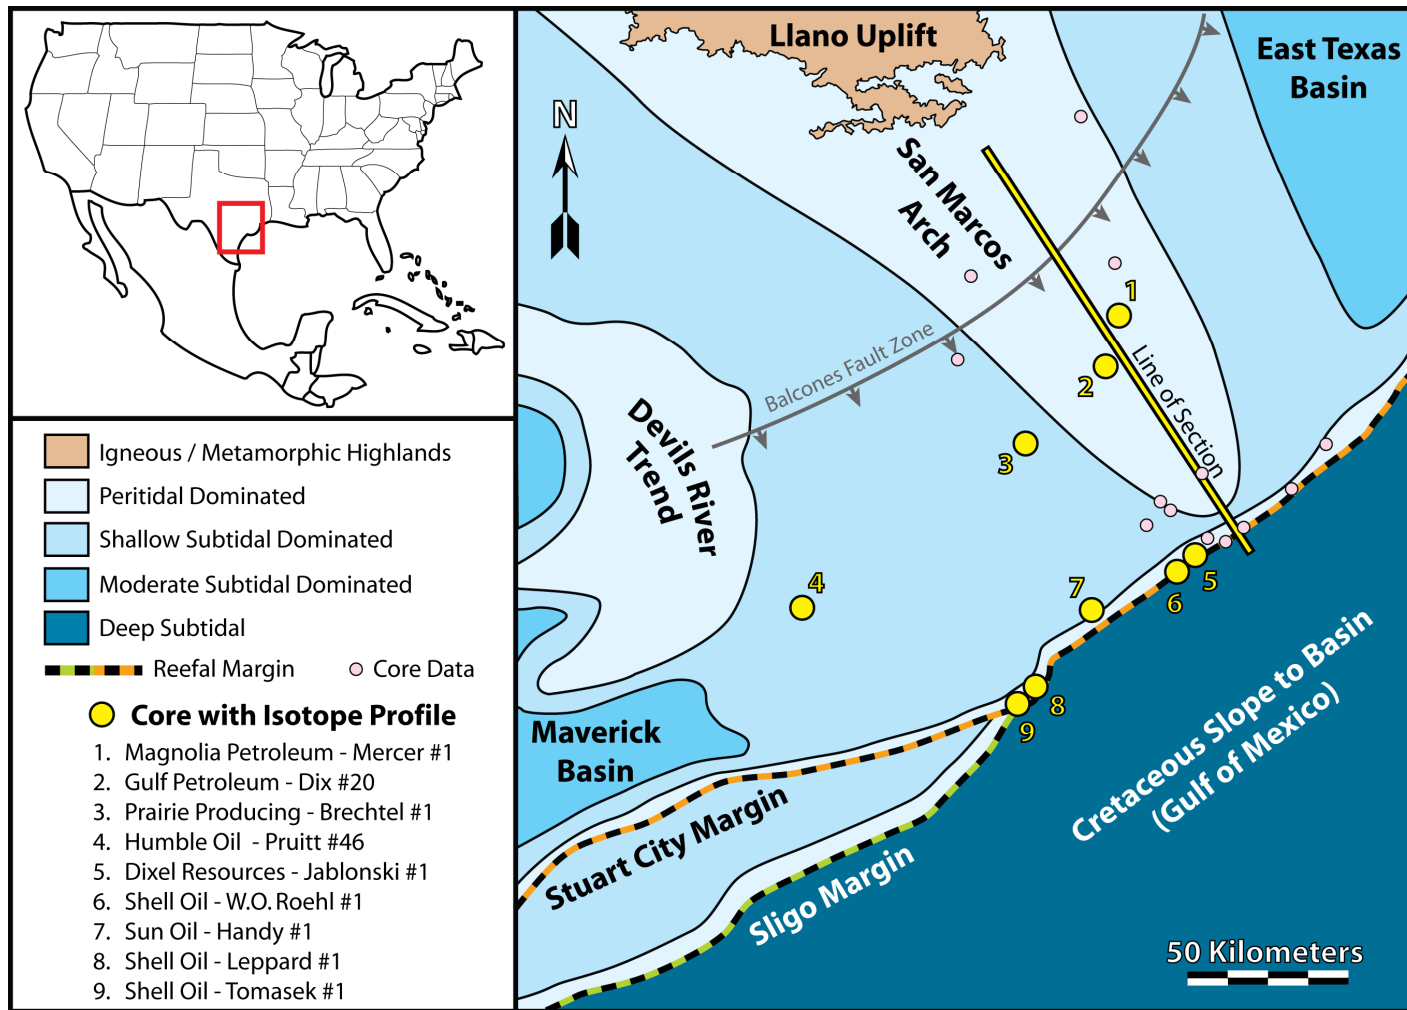 Igneous / Metamorphic Highlands
Peritidal Dominated
Shallow Subtidal Dominated
Moderate Subtidal Dominated
Deep Subtidal
Reefal Margin
Core Data
Core with Isotope Profile
1. Magnolia Petroleum - Mercer #1
2. Gulf Petroleum - Dix #20
3. Prairie Producing - Brechtel #1
4. Humble Oil - Pruitt #46
5. Dixel Resources - Jablonski #1
6. Shell Oil - W.O. Roehl #1
7. Sun Oil - Handy #1
8. Shell Oil - Leppard #1
9. Shell Oil - Tomasek #1
Llano Uplift
East Texas
Basin
N
San Marcos
Arch
1
Balcones Fault Zone
2
Line of Section
Devils River
Trend
3
4
7
5
6
8
9
Maverick
Basin
Stuart City Margin
Sligo Margin
Cretaceous Slope to Basin
(Gulf of Mexico)
50 Kilometers